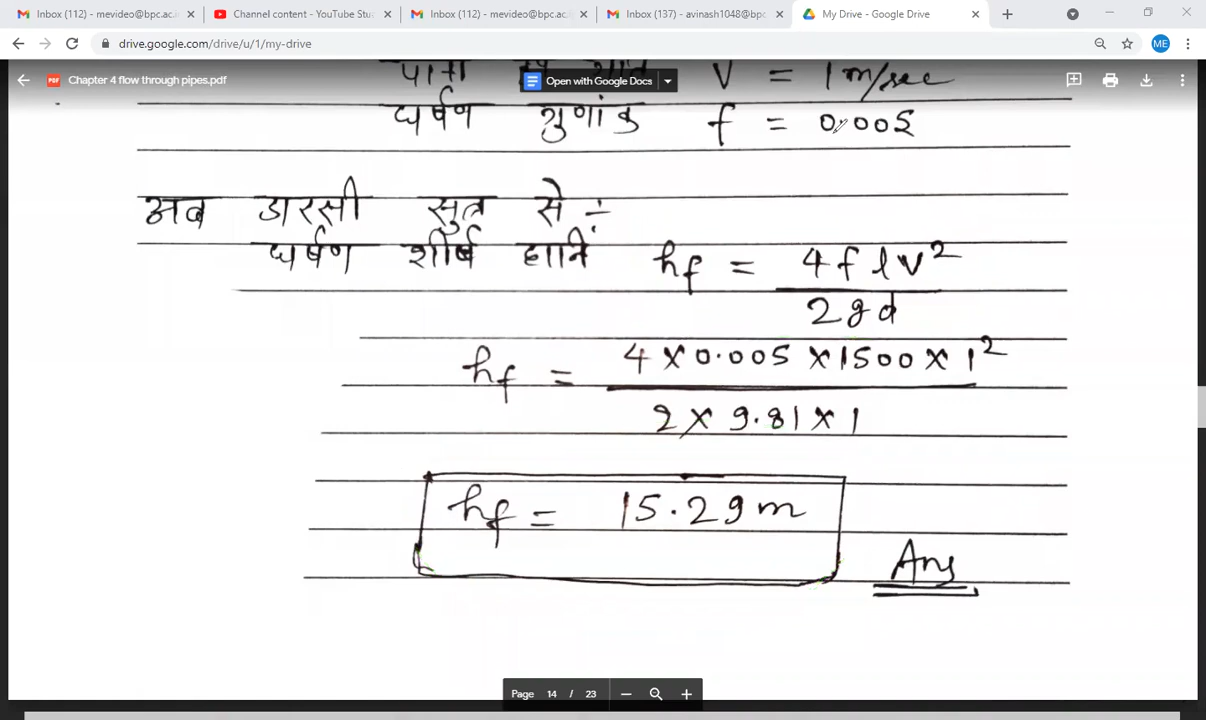 Inbox (112) - mevideo@bpc.ac.i
Channel content - YouTube Stu
Inbox (112) - mevideo@bpc.ac.i
Inbox (137) - avinash1048@bpc
My Drive - Google Drive
drive.google.com/drive/u/1/my-drive
ME
PDF Chapter 4 flow through pipes.pdf
Open with Google Docs
V = 1 m/sec
घर्षण गुणांक f = 0.005
अब डारसी सुत्र से ÷
घर्षण शीर्ष हानि hf = 4flv² / 2gd
hf = 4 × 0.005 × 1500 × 1² / 2 × 9.81 × 1
hf = 15.29 m
Ans
Page 14 / 23